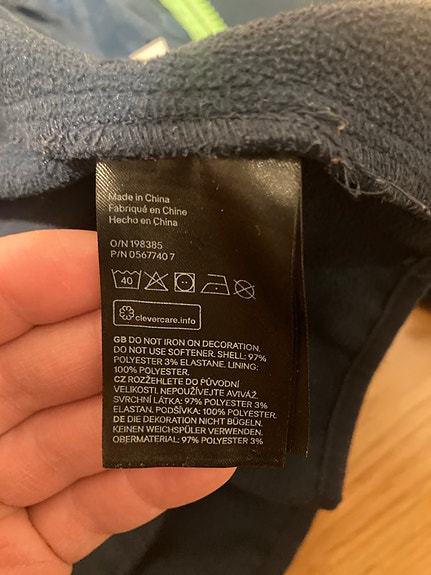 Made in China
Fabriqué en Chine
Hecho en China
O/N 198385
P/N 0567740 7
40
clevercare.info
GB DO NOT IRON ON DECORATION.
DO NOT USE SOFTENER. SHELL: 97%
POLYESTER 3% ELASTANE. LINING:
100% POLYESTER.
CZ ROZŽEHLETE DO PŮVODNÍ
VELIKOSTI. NEPOUŽÍVEJTE AVIVÁŽ.
SVRCHNÍ LÁTKA: 97% POLYESTER 3%
ELASTAN. PODŠÍVKA: 100% POLYESTER.
DE DIE DEKORATION NICHT BÜGELN.
KEINEN WEICHSPÜLER VERWENDEN.
OBERMATERIAL: 97% POLYESTER 3%